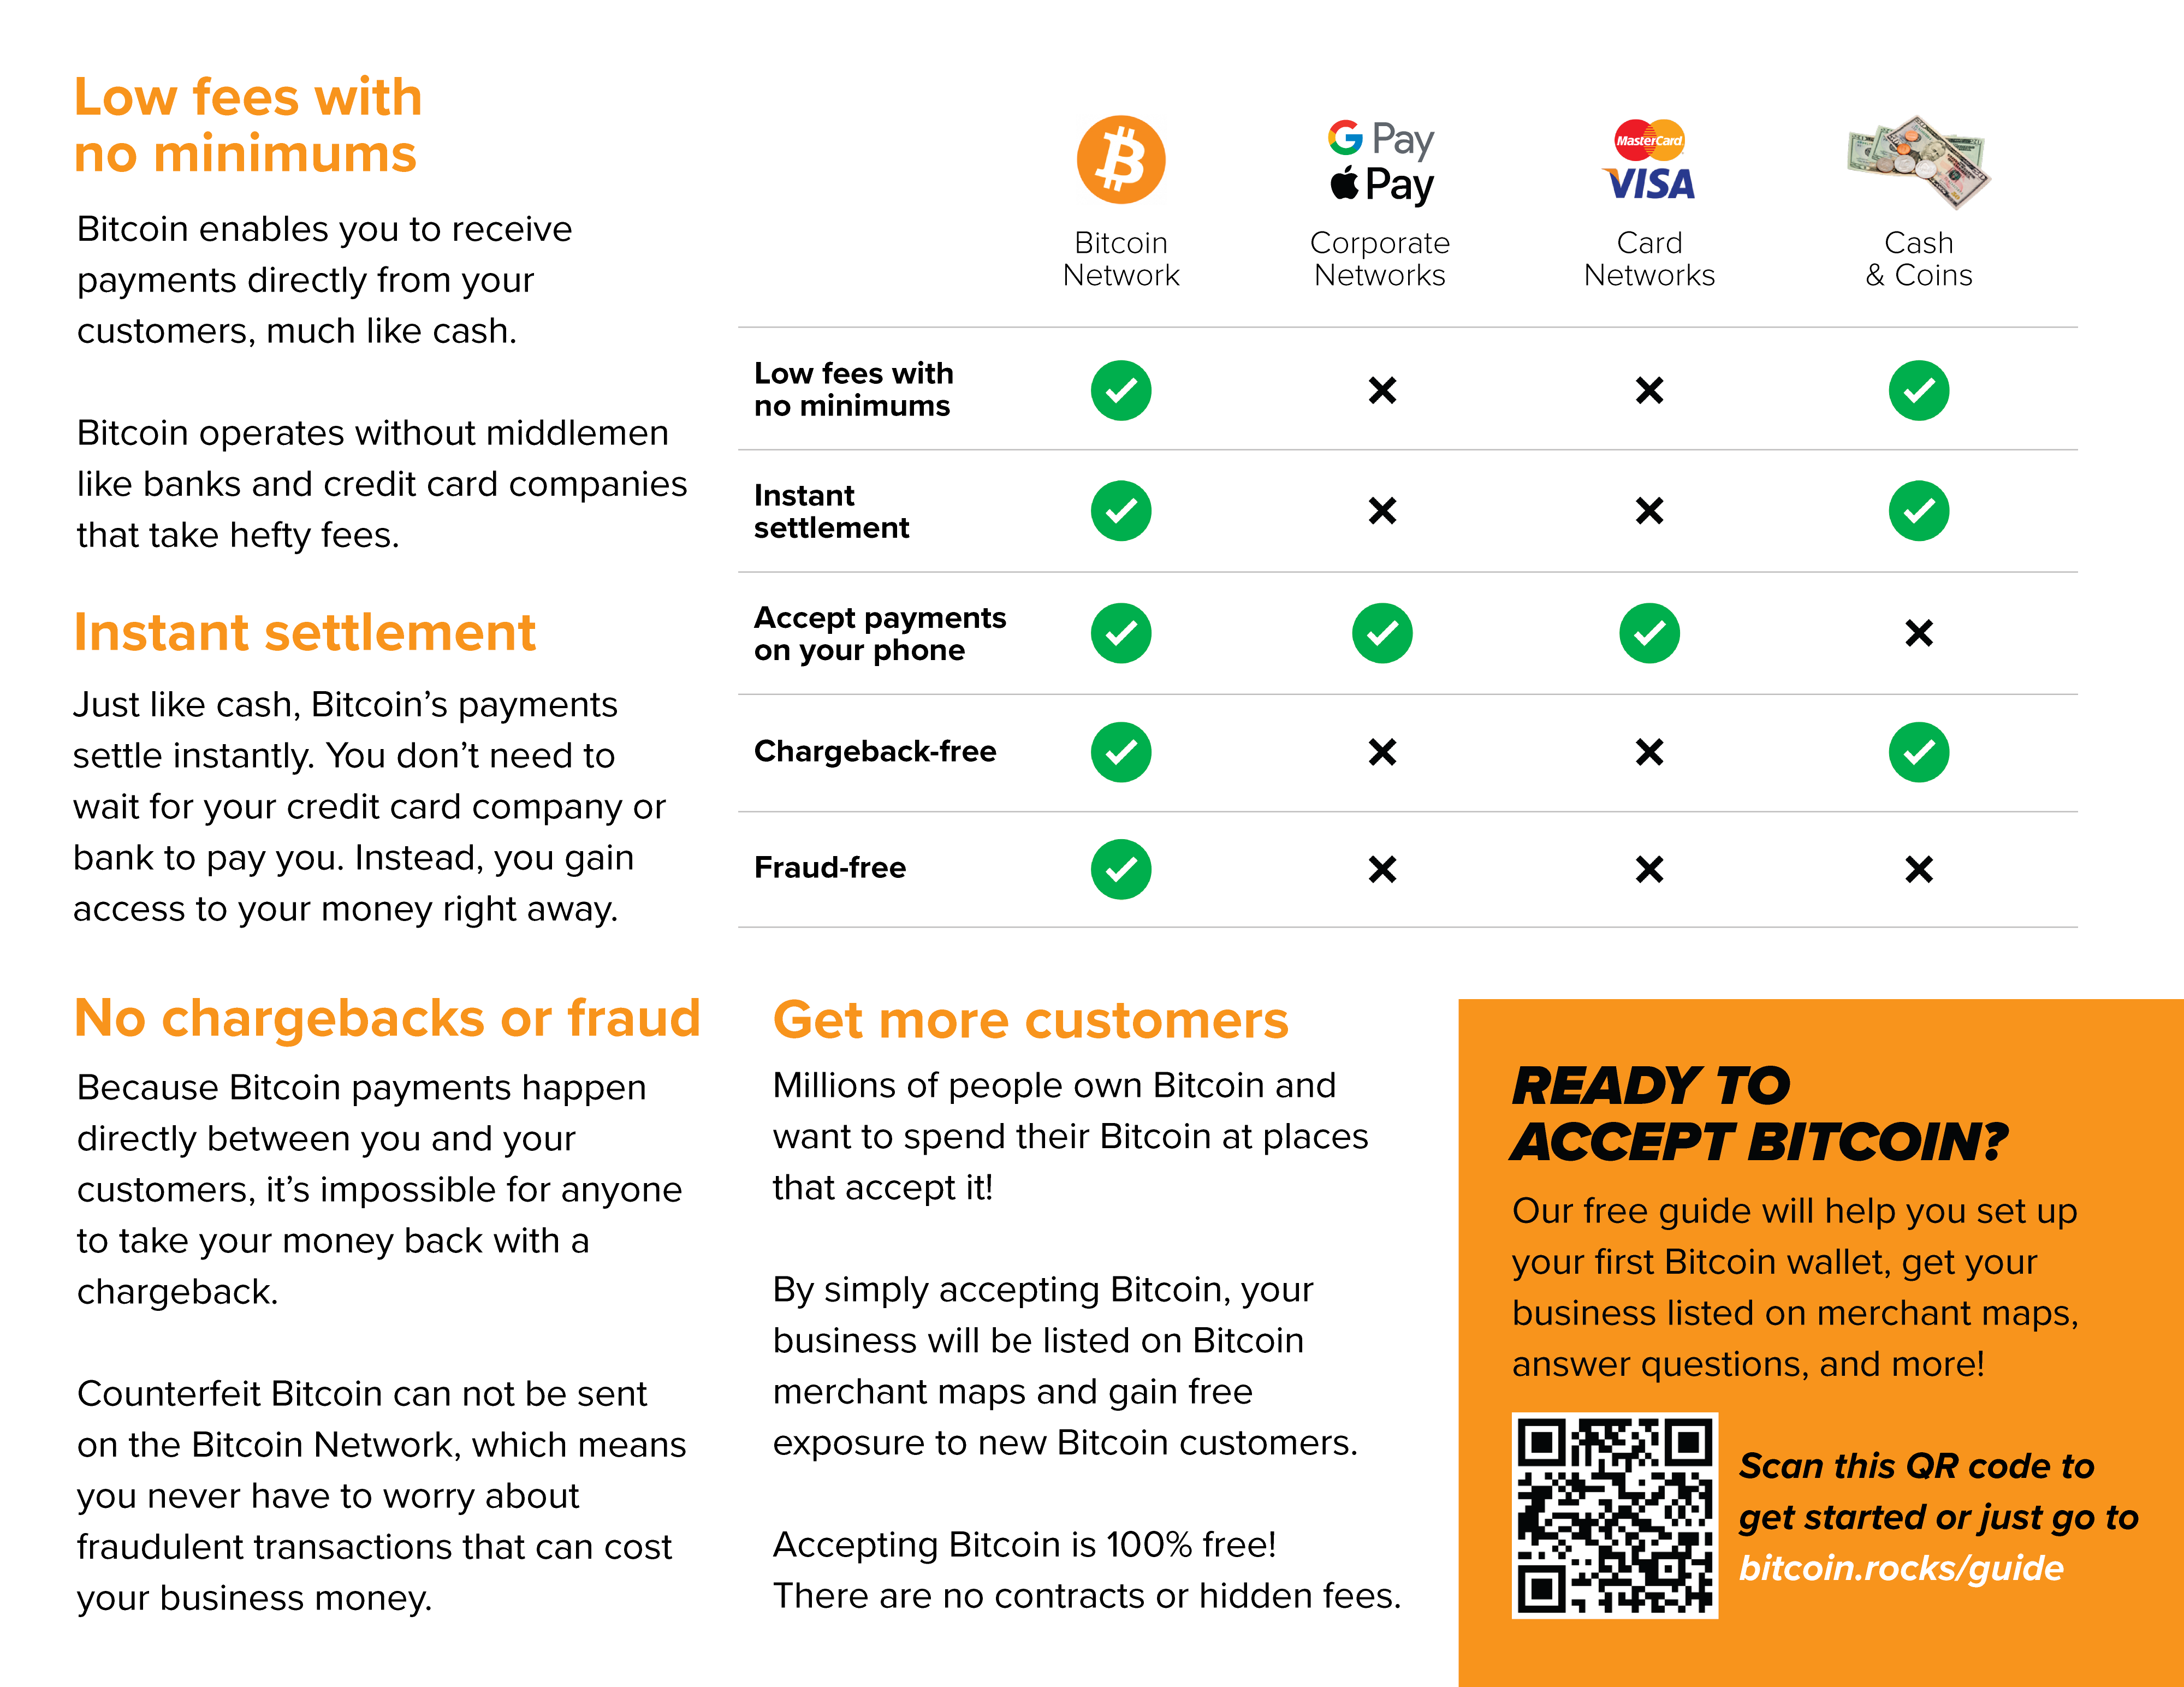 Low fees with
no minimums
Bitcoin enables you to receive
payments directly from your
customers, much like cash.
Bitcoin operates without middlemen
like banks and credit card companies
that take hefty fees.
Instant settlement
Just like cash, Bitcoin’s payments
settle instantly. You don’t need to
wait for your credit card company or
bank to pay you. Instead, you gain
access to your money right away.
G Pay
Pay
MasterCard
VISA
Bitcoin
Network
Corporate
Networks
Card
Networks
Cash
& Coins
Low fees with
no minimums
Instant
settlement
Accept payments
on your phone
Chargeback-free
Fraud-free
No chargebacks or fraud
Because Bitcoin payments happen
directly between you and your
customers, it’s impossible for anyone
to take your money back with a
chargeback.
Counterfeit Bitcoin can not be sent
on the Bitcoin Network, which means
you never have to worry about
fraudulent transactions that can cost
your business money.
Get more customers
Millions of people own Bitcoin and
want to spend their Bitcoin at places
that accept it!
By simply accepting Bitcoin, your
business will be listed on Bitcoin
merchant maps and gain free
exposure to new Bitcoin customers.
Accepting Bitcoin is 100% free!
There are no contracts or hidden fees.
READY TO
ACCEPT BITCOIN?
Our free guide will help you set up
your first Bitcoin wallet, get your
business listed on merchant maps,
answer questions, and more!
Scan this QR code to
get started or just go to
bitcoin.rocks/guide